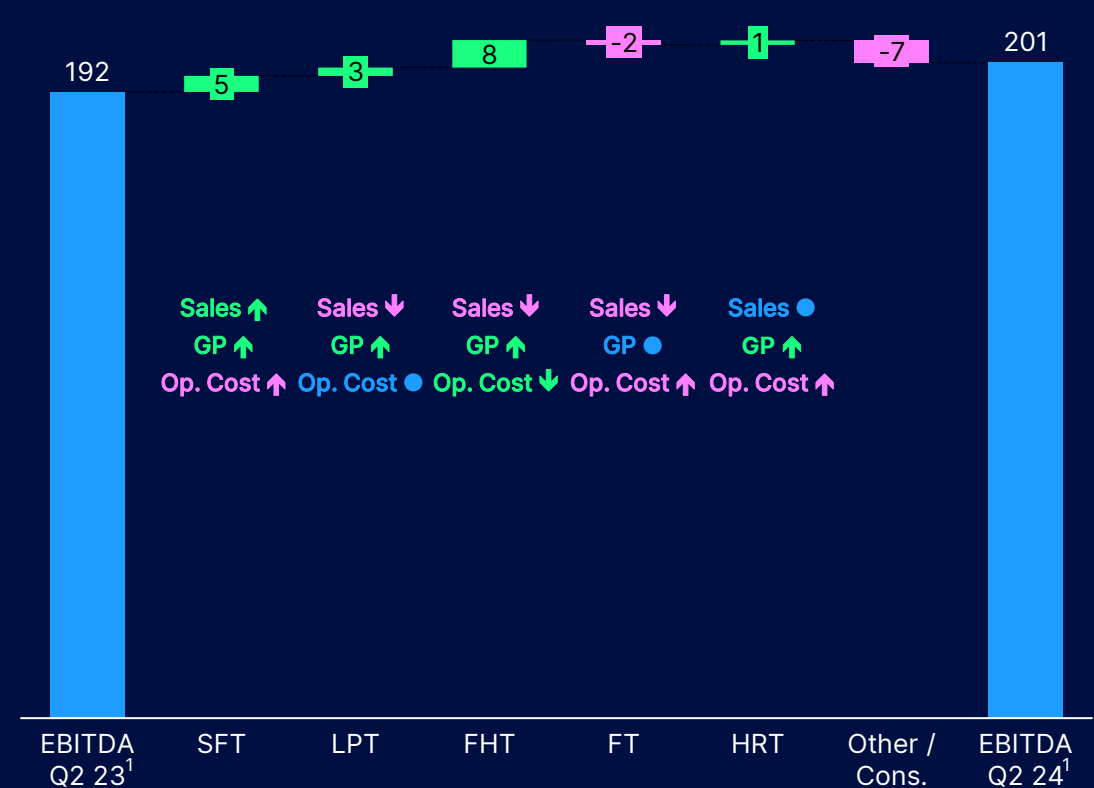 192
5
3
8
-2
1
-7
201
Sales ↑ Sales ↓ Sales ↓ Sales ↓ Sales ●
GP ↑ GP ↑ GP ↑ GP ● GP ↑
Op. Cost ↑ Op. Cost ● Op. Cost ↓ Op. Cost ↑ Op. Cost ↑
EBITDA
Q2 23¹
SFT
LPT
FHT
FT
HRT
Other /
Cons.
EBITDA
Q2 24¹